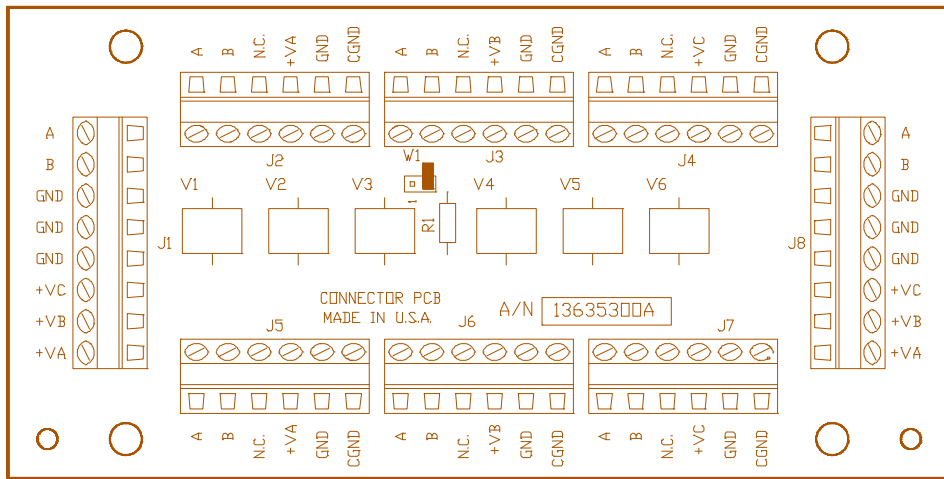 A B N.C. +VA GND CGND
A B N.C. +VB GND CGND
A B N.C. +VC GND CGND
J2
W1
J3
J4
A
B
GND
GND
GND
+VC
+VB
+VA
J1
V1
V2
V3
1
R1
V4
V5
V6
J8
A
B
GND
GND
GND
+VC
+VB
+VA
CONNECTOR PCB
MADE IN U.S.A.
A/N 13635300A
J5
J6
J7
A B N.C. +VA GND CGND
A B N.C. +VB GND CGND
A B N.C. +VC GND CGND